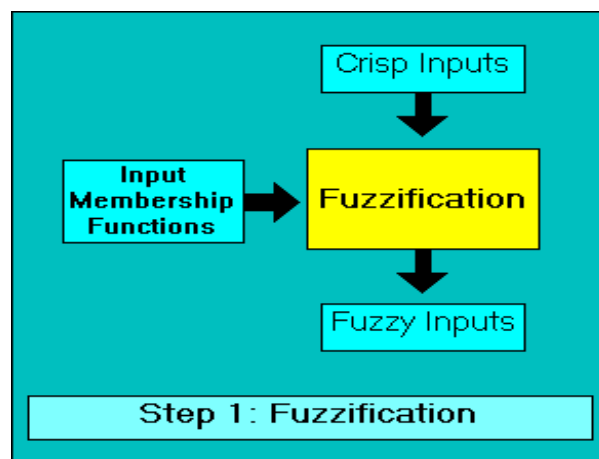 Crisp Inputs
Input
Membership
Functions
Fuzzification
Fuzzy Inputs
Step 1: Fuzzification